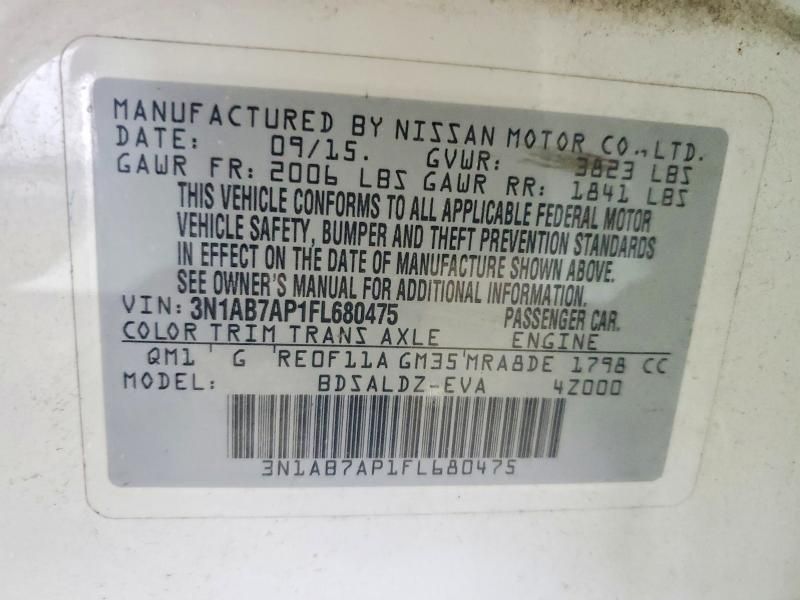 MANUFACTURED BY NISSAN MOTOR CO., LTD.
DATE: 09/15. GVWR: 3823 LBS
GAWR FR: 2006 LBS GAWR RR: 1841 LBS
THIS VEHICLE CONFORMS TO ALL APPLICABLE FEDERAL MOTOR
VEHICLE SAFETY, BUMPER AND THEFT PREVENTION STANDARDS
IN EFFECT ON THE DATE OF MANUFACTURE SHOWN ABOVE.
SEE OWNER'S MANUAL FOR ADDITIONAL INFORMATION.
VIN: 3N1AB7AP1FL680475 PASSENGER CAR.
COLOR TRIM TRANS AXLE ENGINE
QM1 G RE0F11A GM35 MRA8DE 1798 CC
MODEL: BDSALDZ-EVA 4Z000
3N1AB7AP1FL680475